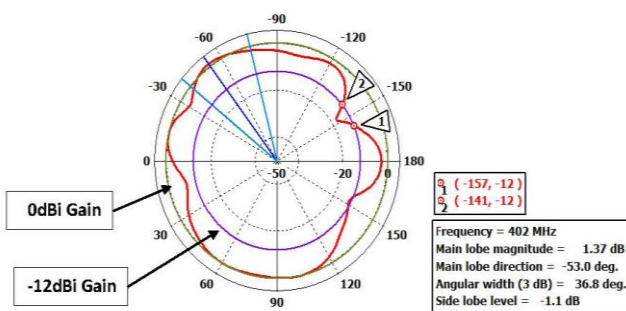 -90
-60
-120
-30
-150
2
1
0
-50
-20
0
180
1 ( -157, -12)
2 ( -141, -12)
0dBi Gain
30
150
-12dBi Gain
60
120
90
Frequency = 402 MHz
Main lobe magnitude = 1.37 dB
Main lobe direction = -53.0 deg.
Angular width (3 dB) = 36.8 deg.
Side lobe level = -1.1 dB